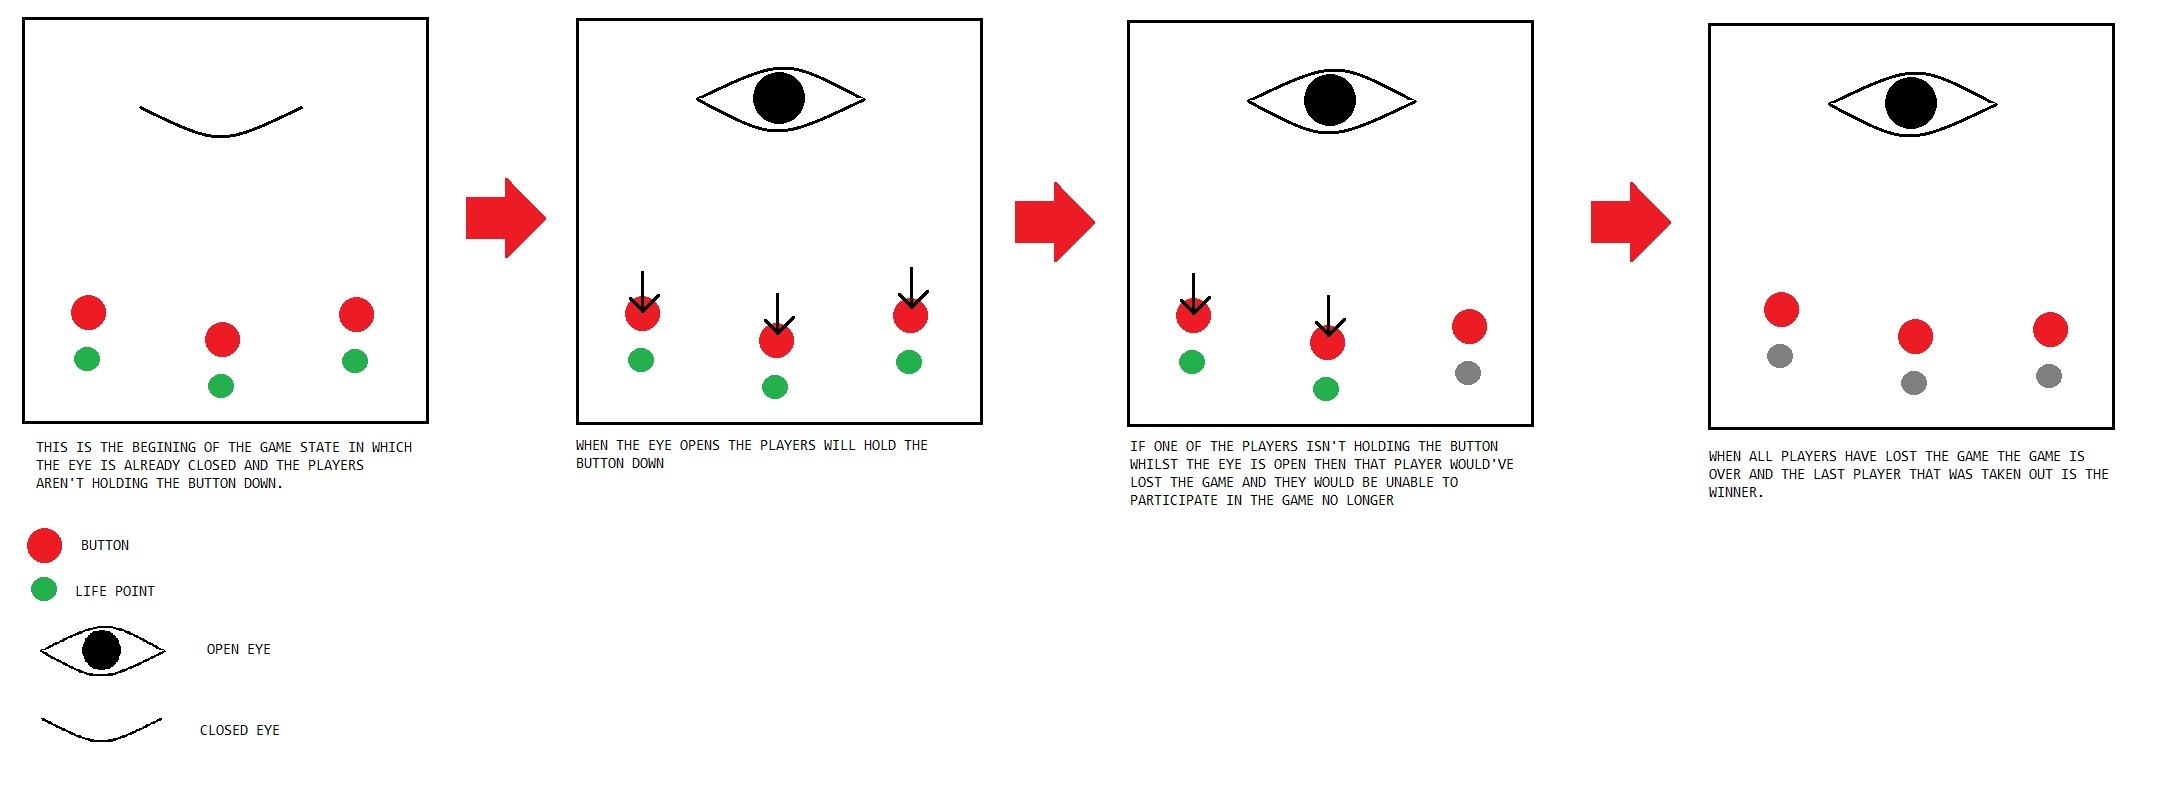 THIS IS THE BEGINING OF THE GAME STATE IN WHICH
THE EYE IS ALREADY CLOSED AND THE PLAYERS
AREN'T HOLDING THE BUTTON DOWN.
WHEN THE EYE OPENS THE PLAYERS WILL HOLD THE
BUTTON DOWN
IF ONE OF THE PLAYERS ISN'T HOLDING THE BUTTON
WHILST THE EYE IS OPEN THEN THAT PLAYER WOULD'VE
LOST THE GAME AND THEY WOULD BE UNABLE TO
PARTICIPATE IN THE GAME NO LONGER
WHEN ALL PLAYERS HAVE LOST THE GAME THE GAME IS
OVER AND THE LAST PLAYER THAT WAS TAKEN OUT IS THE
WINNER.
BUTTON
LIFE POINT
OPEN EYE
CLOSED EYE